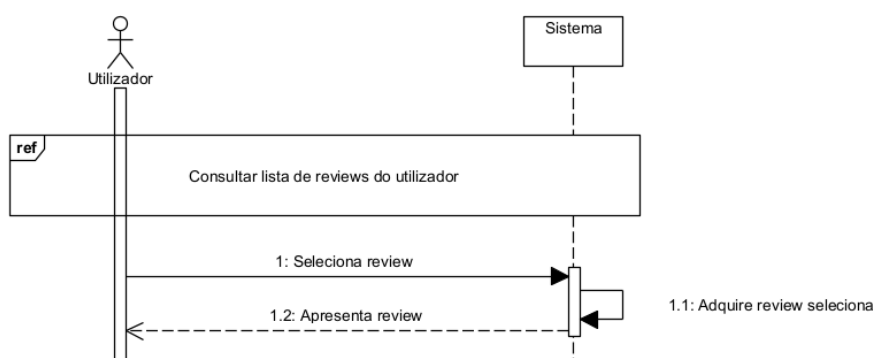 Sistema
Utilizador
ref
Consultar lista de reviews do utilizador
1: Seleciona review
1.1: Adquire review seleciona
1.2: Apresenta review